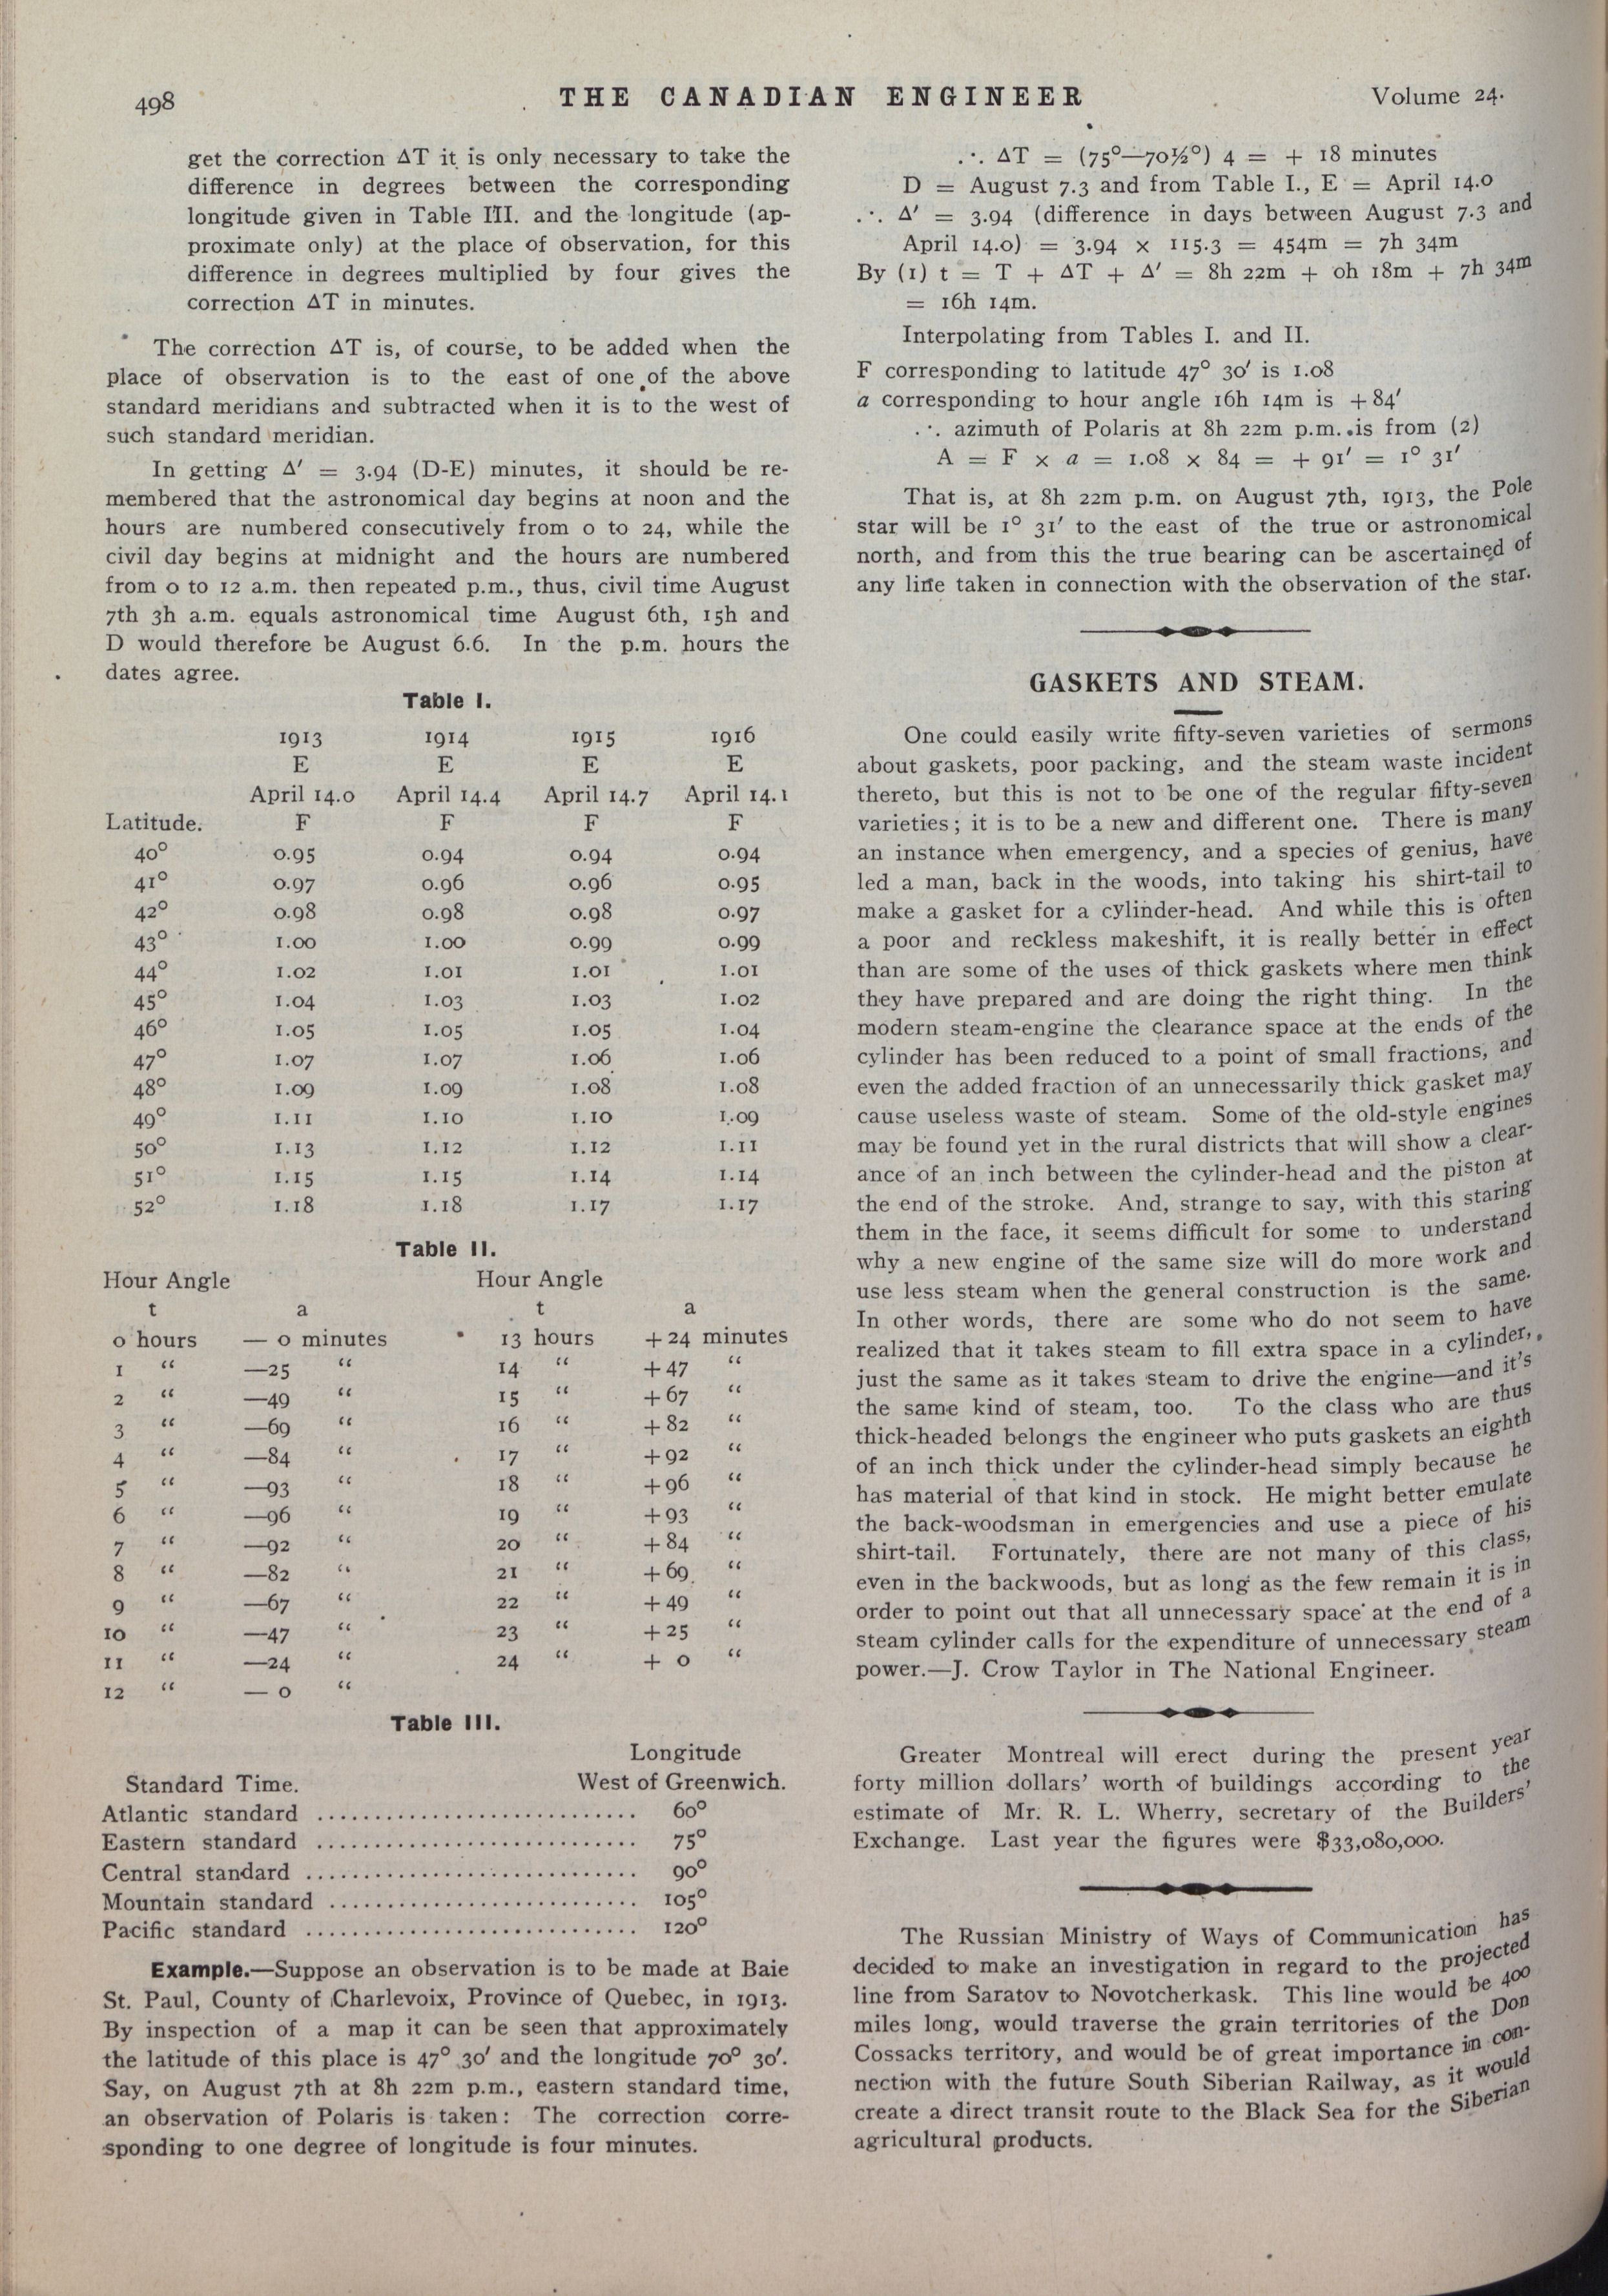 498
THE CANADIAN ENGINEER
Volume 24.
get the correction ΔT it is only necessary to take the
difference in degrees between the corresponding
longitude given in Table III. and the longitude (ap-
proximate only) at the place of observation, for this
difference in degrees multiplied by four gives the
correction ΔT in minutes.
The correction ΔT is, of course, to be added when the
place of observation is to the east of one of the above
standard meridians and subtracted when it is to the west of
such standard meridian.
In getting Δ′ = 3.94 (D-E) minutes, it should be re-
membered that the astronomical day begins at noon and the
hours are numbered consecutively from 0 to 24, while the
civil day begins at midnight and the hours are numbered
from 0 to 12 a.m. then repeated p.m., thus, civil time August
7th 3h a.m. equals astronomical time August 6th, 15h and
D would therefore be August 6.6. In the p.m. hours the
dates agree.
Table I.
1913 1914 1915 1916
E E E E
April 14.0 April 14.4 April 14.7 April 14.1
Latitude. F F F F
40° 0.95 0.94 0.94 0.94
41° 0.97 0.96 0.96 0.95
42° 0.98 0.98 0.98 0.97
43° 1.00 1.00 0.99 0.99
44° 1.02 1.01 1.01 1.01
45° 1.04 1.03 1.03 1.02
46° 1.05 1.05 1.05 1.04
47° 1.07 1.07 1.06 1.06
48° 1.09 1.09 1.08 1.08
49° 1.11 1.10 1.10 1.09
50° 1.13 1.12 1.12 1.11
51° 1.15 1.15 1.14 1.14
52° 1.18 1.18 1.17 1.17
Table II.
Hour Angle Hour Angle
t a t a
0 hours — 0 minutes 13 hours +24 minutes
1 “ —25 “ 14 “ +47 “
2 “ —49 “ 15 “ +67 “
3 “ —69 “ 16 “ +82 “
4 “ —84 “ 17 “ +92 “
5 “ —93 “ 18 “ +96 “
6 “ —96 “ 19 “ +93 “
7 “ —92 “ 20 “ +84 “
8 “ —82 “ 21 “ +69 “
9 “ —67 “ 22 “ +49 “
10 “ —47 “ 23 “ +25 “
11 “ —24 “ 24 “ + 0 “
12 “ — 0 “
Table III.
Longitude
Standard Time. West of Greenwich.
Atlantic standard ............................ 60°
Eastern standard ............................ 75°
Central standard ............................. 90°
Mountain standard ........................... 105°
Pacific standard ............................. 120°
Example.—Suppose an observation is to be made at Baie
St. Paul, County of Charlevoix, Province of Quebec, in 1913.
By inspection of a map it can be seen that approximately
the latitude of this place is 47° 30′ and the longitude 70° 30′.
Say, on August 7th at 8h 22m p.m., eastern standard time,
an observation of Polaris is taken: The correction corre-
sponding to one degree of longitude is four minutes.
∴ ΔT = (75°—70½°) 4 = + 18 minutes
D = August 7.3 and from Table I., E = April 14.0
∴ Δ′ = 3.94 (difference in days between August 7.3 and
April 14.0) = 3.94 × 115.3 = 454m = 7h 34m
By (1) t = T + ΔT + Δ′ = 8h 22m + 0h 18m + 7h 34m
= 16h 14m.
Interpolating from Tables I. and II.
F corresponding to latitude 47° 30′ is 1.08
a corresponding to hour angle 16h 14m is +84′
∴ azimuth of Polaris at 8h 22m p.m. is from (2)
A = F × a = 1.08 × 84 = + 91′ = 1° 31′
That is, at 8h 22m p.m. on August 7th, 1913, the Pole
star will be 1° 31′ to the east of the true or astronomical
north, and from this the true bearing can be ascertained of
any line taken in connection with the observation of the star.
GASKETS AND STEAM.
One could easily write fifty-seven varieties of sermons
about gaskets, poor packing, and the steam waste incident
thereto, but this is not to be one of the regular fifty-seven
varieties; it is to be a new and different one. There is many
an instance when emergency, and a species of genius, have
led a man, back in the woods, into taking his shirt-tail to
make a gasket for a cylinder-head. And while this is often
a poor and reckless makeshift, it is really better in effect
than are some of the uses of thick gaskets where men think
they have prepared and are doing the right thing. In the
modern steam-engine the clearance space at the ends of the
cylinder has been reduced to a point of small fractions, and
even the added fraction of an unnecessarily thick gasket may
cause useless waste of steam. Some of the old-style engines
may be found yet in the rural districts that will show a clear-
ance of an inch between the cylinder-head and the piston at
the end of the stroke. And, strange to say, with this staring
them in the face, it seems difficult for some to understand
why a new engine of the same size will do more work and
use less steam when the general construction is the same.
In other words, there are some who do not seem to have
realized that it takes steam to fill extra space in a cylinder,
just the same as it takes steam to drive the engine—and it's
the same kind of steam, too. To the class who are thus
thick-headed belongs the engineer who puts gaskets an eighth
of an inch thick under the cylinder-head simply because he
has material of that kind in stock. He might better emulate
the back-woodsman in emergencies and use a piece of his
shirt-tail. Fortunately, there are not many of this class,
even in the backwoods, but as long as the few remain it is in
order to point out that all unnecessary space at the end of a
steam cylinder calls for the expenditure of unnecessary steam
power.—J. Crow Taylor in The National Engineer.
Greater Montreal will erect during the present year
forty million dollars' worth of buildings according to the
estimate of Mr. R. L. Wherry, secretary of the Builders'
Exchange. Last year the figures were $33,080,000.
The Russian Ministry of Ways of Communication has
decided to make an investigation in regard to the projected
line from Saratov to Novotcherkask. This line would be 400
miles long, would traverse the grain territories of the Don
Cossacks territory, and would be of great importance in con-
nection with the future South Siberian Railway, as it would
create a direct transit route to the Black Sea for the Siberian
agricultural products.